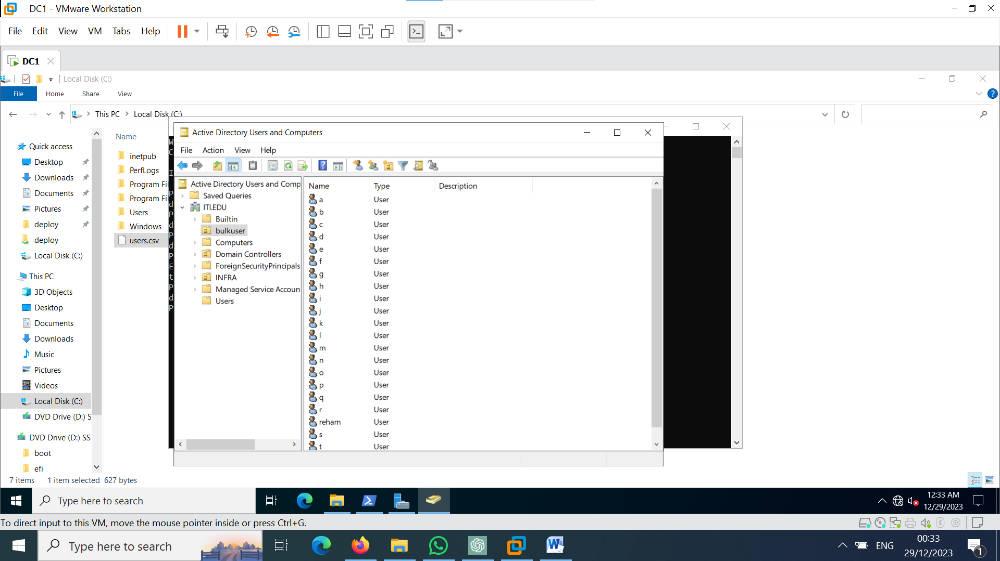 DC1 - VMware Workstation
File Edit View VM Tabs Help
DC1
Local Disk (C:)
File Home Share View
This PC Local Disk (C:)
Name
Quick access
Desktop
Downloads
Documents
Pictures
deploy
deploy
Local Disk (C:)
This PC
3D Objects
Desktop
Documents
Downloads
Music
Pictures
Videos
Local Disk (C:)
DVD Drive (D:) S
DVD Drive (D:) SS
boot
efi
inetpub
PerfLogs
Program Fil
Program Fil
Users
Windows
users.csv
W
C
I
P
d
P
d
P
d
P
E
t
P
d
P
Active Directory Users and Computers
File Action View Help
Active Directory Users and Comp
Saved Queries
ITI.EDU
Builtin
bulkuser
Computers
Domain Controllers
ForeignSecurityPrincipals
INFRA
Managed Service Accoun
Users
Name Type Description
a User
b User
c User
d User
e User
f User
g User
h User
i User
j User
k User
l User
m User
n User
o User
p User
q User
r User
reham User
s User
t User
7 items 1 item selected 627 bytes
Type here to search
12:33 AM
12/29/2023
To direct input to this VM, move the mouse pointer inside or press Ctrl+G.
Type here to search
ENG
00:33
29/12/2023
1